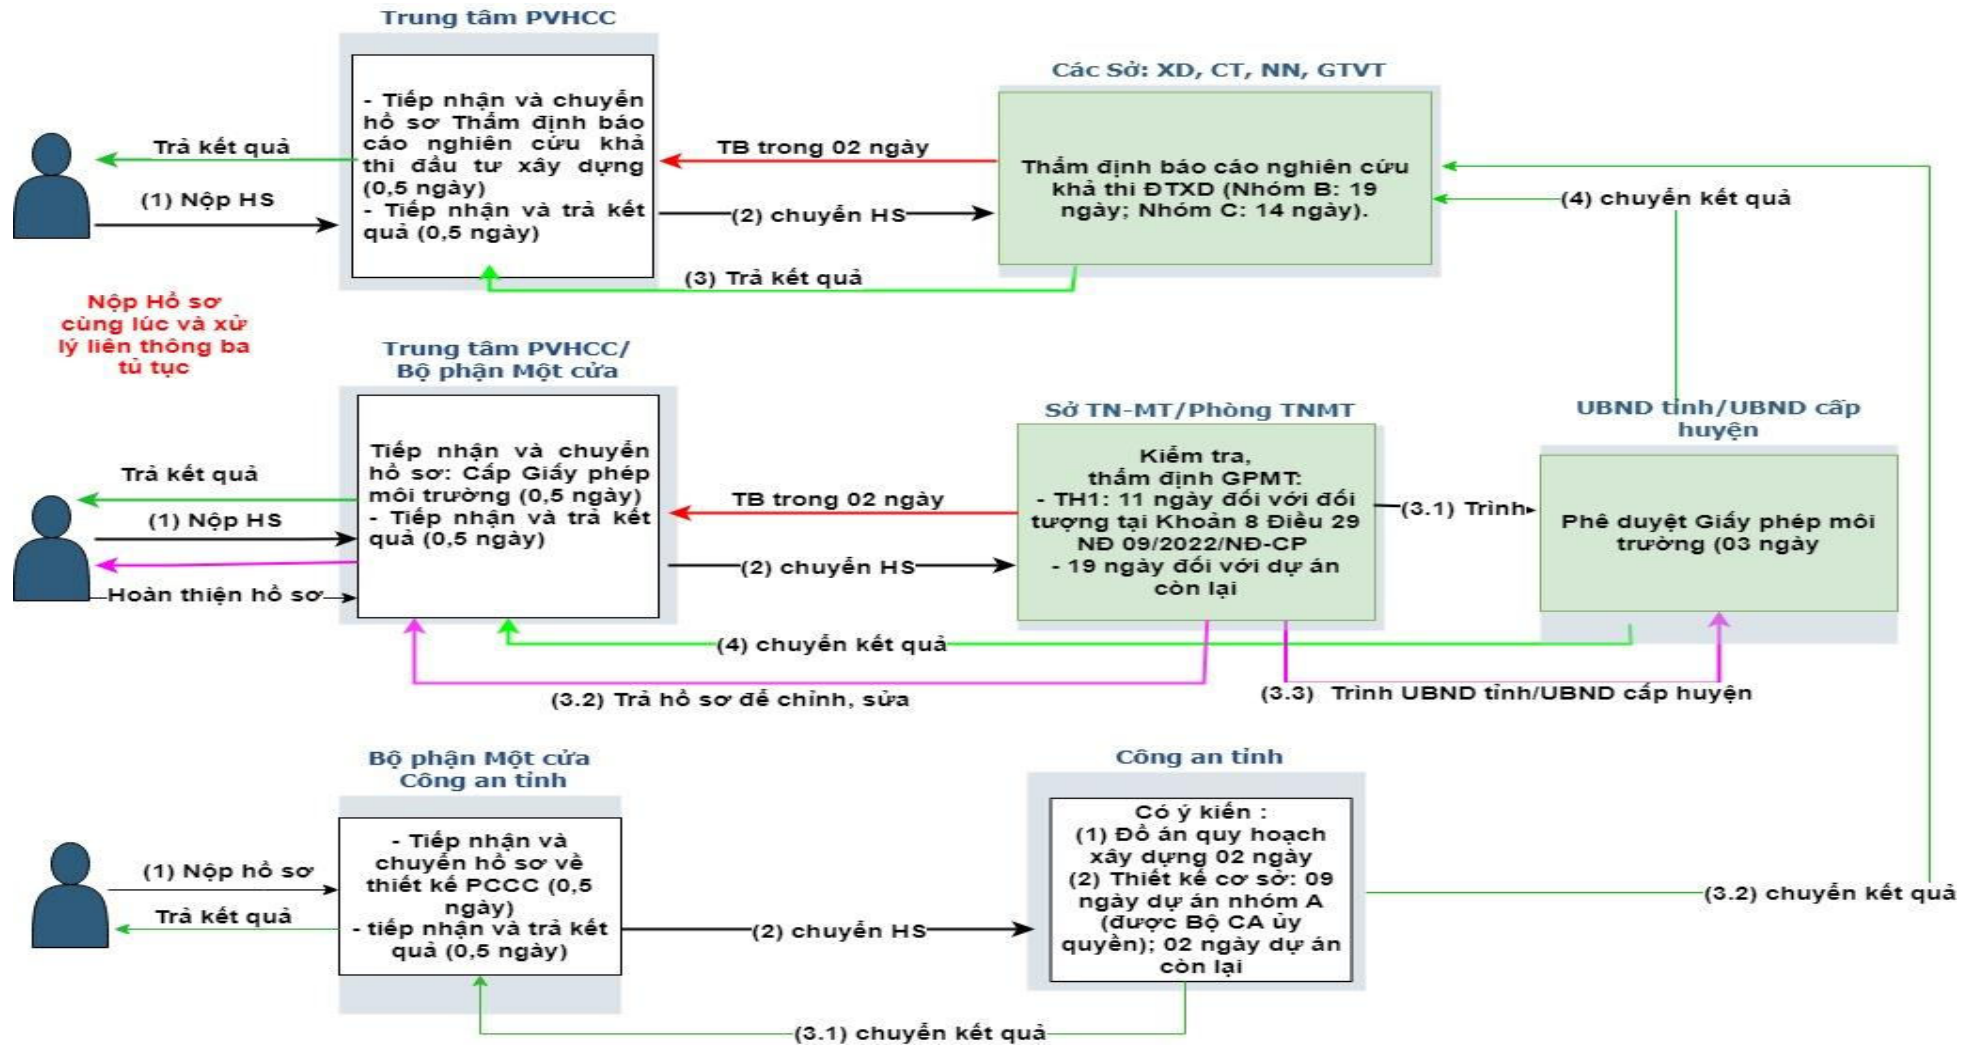 Trung tâm PVHCC
- Tiếp nhận và chuyển
hồ sơ Thẩm định báo
cáo nghiên cứu khả
thi đầu tư xây dựng
(0,5 ngày)
- Tiếp nhận và trả kết
quả (0,5 ngày)
Các Sở: XD, CT, NN, GTVT
Thẩm định báo cáo nghiên cứu
khả thi ĐTXD (Nhóm B: 19
ngày; Nhóm C: 14 ngày).
Trả kết quả
(1) Nộp HS
TB trong 02 ngày
(2) chuyển HS
(3) Trả kết quả
(4) chuyển kết quả
Nộp Hồ sơ
cùng lúc và xử
lý liên thông ba
tủ tục
Trung tâm PVHCC/
Bộ phận Một cửa
Tiếp nhận và chuyển
hồ sơ: Cấp Giấy phép
môi trường (0,5 ngày)
- Tiếp nhận và trả kết
quả (0,5 ngày)
Sở TN-MT/Phòng TNMT
Kiểm tra,
thẩm định GPMT:
- TH1: 11 ngày đối với đối
tượng tại Khoản 8 Điều 29
NĐ 09/2022/NĐ-CP
- 19 ngày đối với dự án
còn lại
UBND tỉnh/UBND cấp
huyện
Phê duyệt Giấy phép môi
trường (03 ngày
Trả kết quả
(1) Nộp HS
Hoàn thiện hồ sơ
TB trong 02 ngày
(2) chuyển HS
(3.1) Trình
(4) chuyển kết quả
(3.2) Trả hồ sơ để chỉnh, sửa
(3.3) Trình UBND tỉnh/UBND cấp huyện
Bộ phận Một cửa
Công an tỉnh
- Tiếp nhận và
chuyển hồ sơ về
thiết kế PCCC (0,5
ngày)
- tiếp nhận và trả kết
quả (0,5 ngày)
Công an tỉnh
Có ý kiến :
(1) Đồ án quy hoạch
xây dựng 02 ngày
(2) Thiết kế cơ sở: 09
ngày dự án nhóm A
(được Bộ CA ủy
quyền); 02 ngày dự án
còn lại
(1) Nộp hồ sơ
Trả kết quả
(2) chuyển HS
(3.2) chuyển kết quả
(3.1) chuyển kết quả